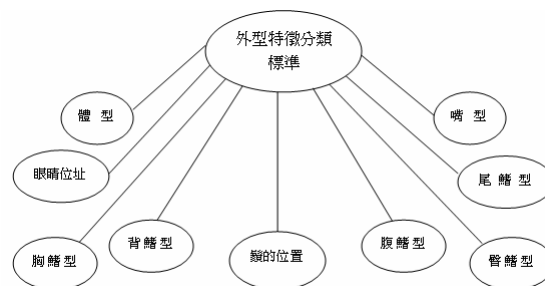 外型特徵分類
標準
體 型
嘴 型
眼睛位址
尾 鰭 型
背鰭型
腹鰭型
胸 鰭 型
鬚的位置
臀 鰭 型